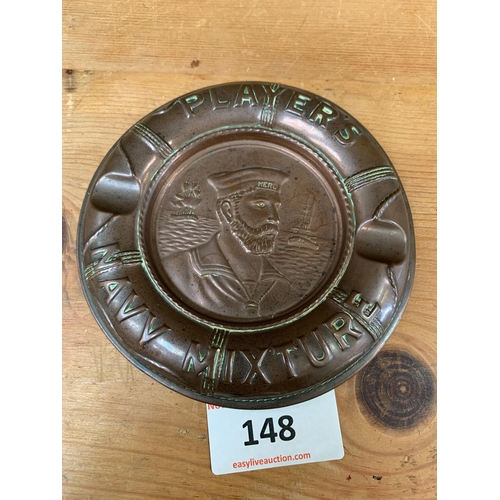 PLAYER'S
HERO
NAVY MIXTURE
148
easyliveauction.com